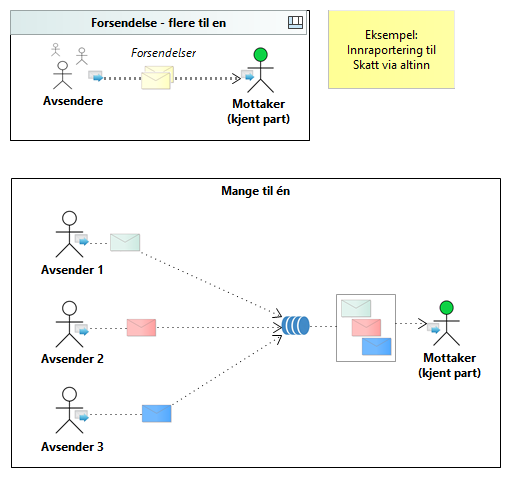 Forsendelse - flere til en
Forsendelser
Avsendere
Mottaker
(kjent part)
Eksempel:
Innraportering til
Skatt via altinn
Mange til én
Avsender 1
Avsender 2
Avsender 3
Mottaker
(kjent part)